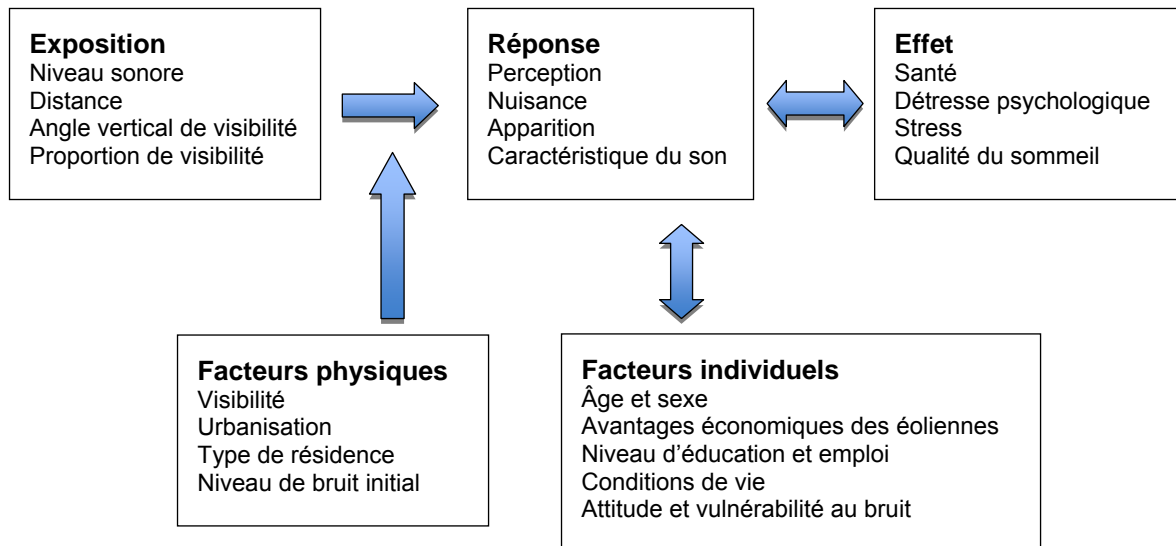 Exposition
Niveau sonore
Distance
Angle vertical de visibilité
Proportion de visibilité
Réponse
Perception
Nuisance
Apparition
Caractéristique du son
Effet
Santé
Détresse psychologique
Stress
Qualité du sommeil
Facteurs physiques
Visibilité
Urbanisation
Type de résidence
Niveau de bruit initial
Facteurs individuels
Âge et sexe
Avantages économiques des éoliennes
Niveau d’éducation et emploi
Conditions de vie
Attitude et vulnérabilité au bruit